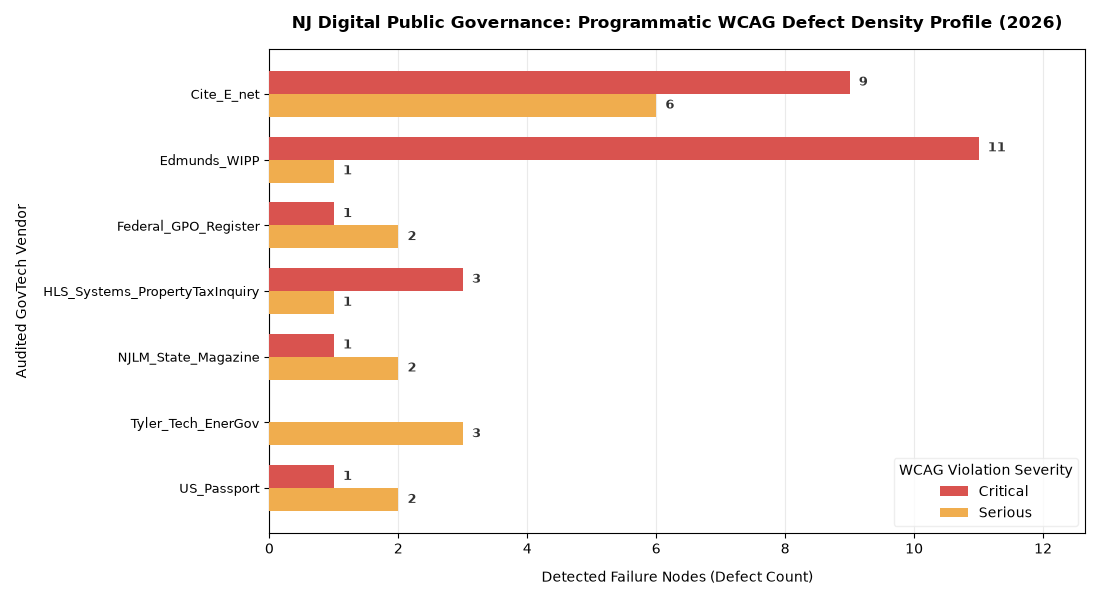 NJ Digital Public Governance: Programmatic WCAG Defect Density Profile (2026)
Audited GovTech Vendor
Cite_E_net
9
6
Edmunds_WIPP
11
1
Federal_GPO_Register
1
2
HLS_Systems_PropertyTaxInquiry
3
1
NJLM_State_Magazine
1
2
Tyler_Tech_EnerGov
3
US_Passport
1
2
WCAG Violation Severity
Critical
Serious
0 2 4 6 8 10 12
Detected Failure Nodes (Defect Count)